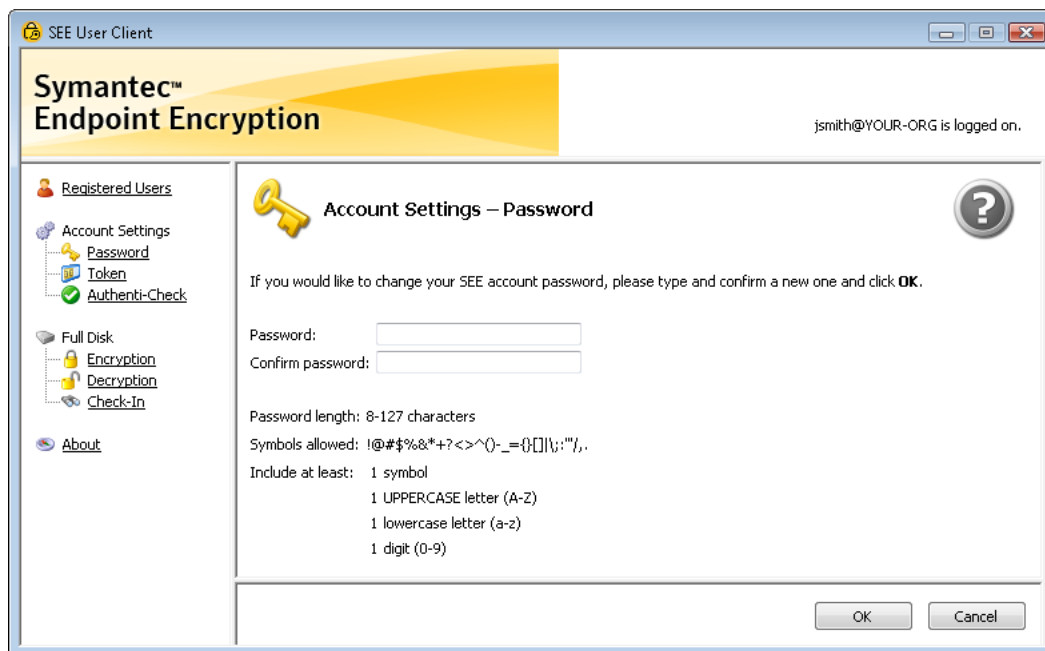 SEE User Client
Symantec™
Endpoint Encryption
jsmith@YOUR-ORG is logged on.
Registered Users
Account Settings
Password
Token
Authenti-Check
Full Disk
Encryption
Decryption
Check-In
About
Account Settings – Password
?
If you would like to change your SEE account password, please type and confirm a new one and click OK.
Password:
Confirm password:
Password length: 8-127 characters
Symbols allowed: !@#$%&*+?<>^()-_={}[]|\;:'"/,.
Include at least: 1 symbol
1 UPPERCASE letter (A-Z)
1 lowercase letter (a-z)
1 digit (0-9)
OK
Cancel